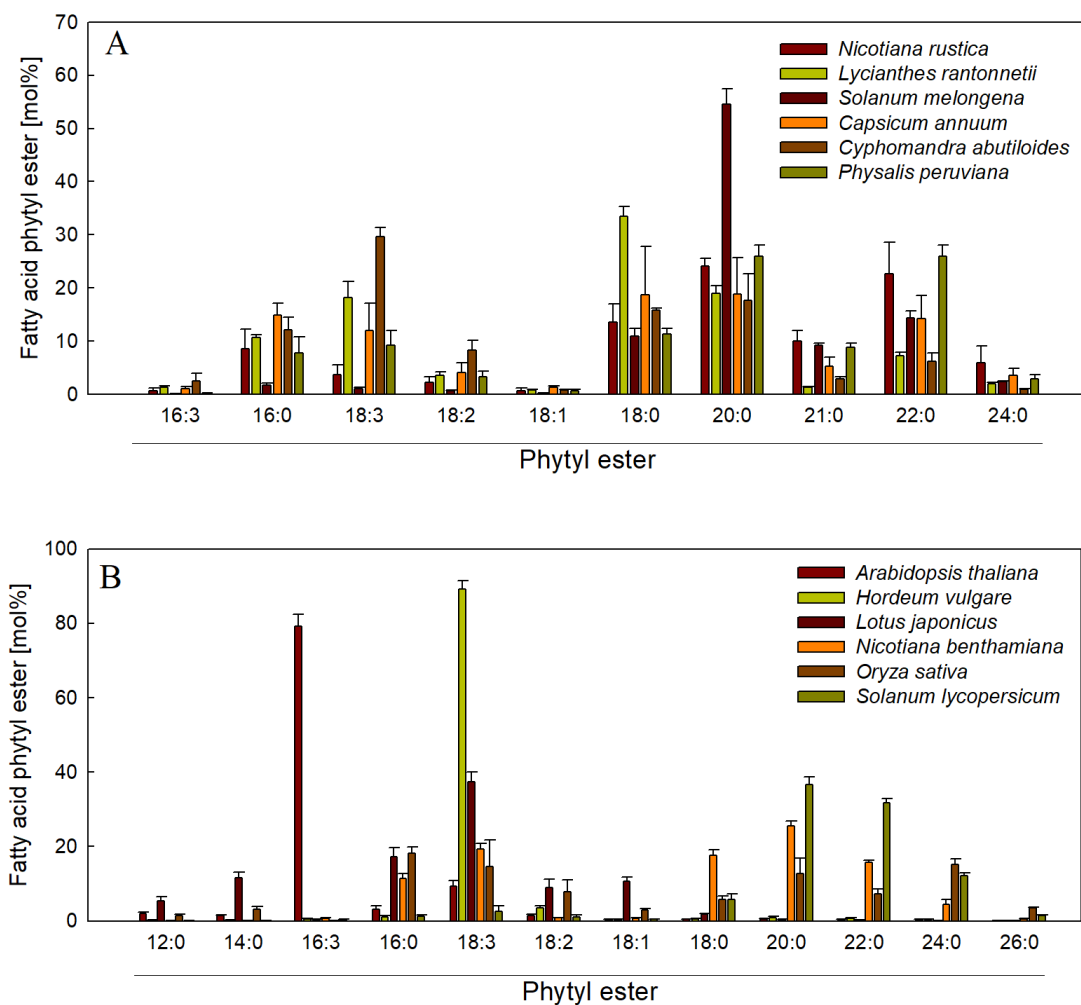 A
Fatty acid phytyl ester [mol%]
70
60
50
40
30
20
10
0
Nicotiana rustica
Lycianthes rantonnetii
Solanum melongena
Capsicum annuum
Cyphomandra abutiloides
Physalis peruviana
16:3 16:0 18:3 18:2 18:1 18:0 20:0 21:0 22:0 24:0
Phytyl ester
B
Fatty acid phytyl ester [mol%]
100
80
60
40
20
0
Arabidopsis thaliana
Hordeum vulgare
Lotus japonicus
Nicotiana benthamiana
Oryza sativa
Solanum lycopersicum
12:0 14:0 16:3 16:0 18:3 18:2 18:1 18:0 20:0 22:0 24:0 26:0
Phytyl ester